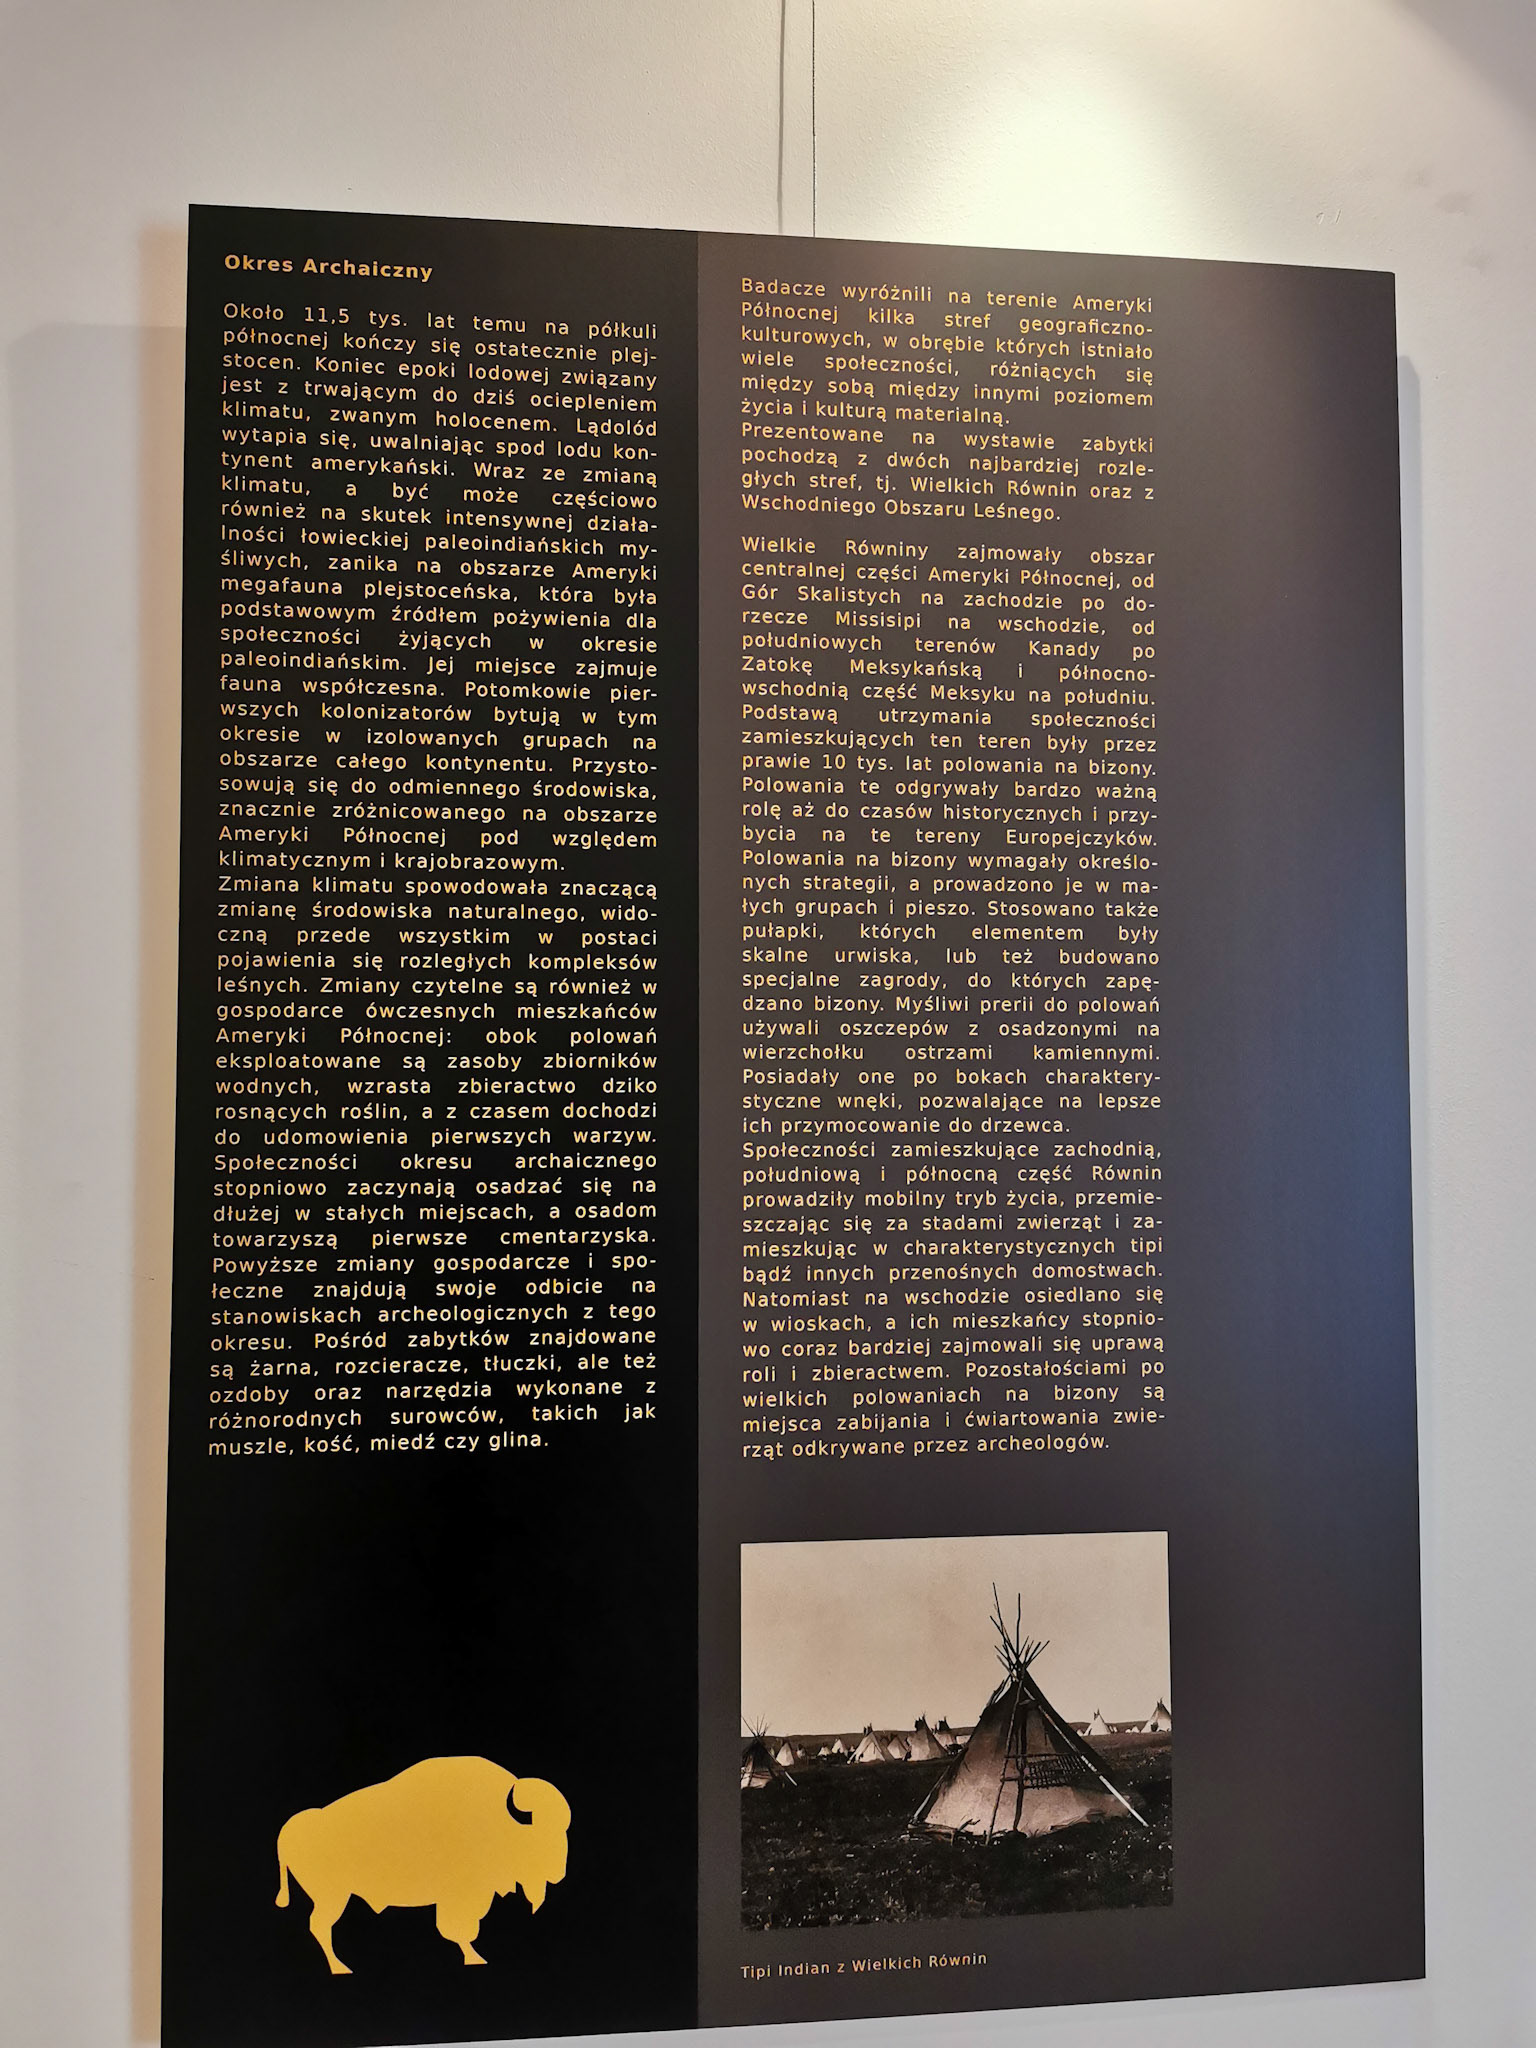 Okres Archaiczny
Około 11,5 tys. lat temu na półkuli
północnej kończy się ostatecznie plej-
stocen. Koniec epoki lodowej związany
jest z trwającym do dziś ociepleniem
klimatu, zwanym holocenem. Lądolód
wytapia się, uwalniając spod lodu kon-
tynent amerykański. Wraz ze zmianą
klimatu, a być może częściowo
również na skutek intensywnej działa-
lności łowieckiej paleoindiańskich my-
śliwych, zanika na obszarze Ameryki
megafauna plejstoceńska, która była
podstawowym źródłem pożywienia dla
społeczności żyjących w okresie
paleoindiańskim. Jej miejsce zajmuje
fauna współczesna. Potomkowie pier-
wszych kolonizatorów bytują w tym
okresie w izolowanych grupach na
obszarze całego kontynentu. Przysto-
sowują się do odmiennego środowiska,
znacznie zróżnicowanego na obszarze
Ameryki Północnej pod względem
klimatycznym i krajobrazowym.
Zmiana klimatu spowodowała znaczącą
zmianę środowiska naturalnego, wido-
czną przede wszystkim w postaci
pojawienia się rozległych kompleksów
leśnych. Zmiany czytelne są również w
gospodarce ówczesnych mieszkańców
Ameryki Północnej: obok polowań
eksploatowane są zasoby zbiorników
wodnych, wzrasta zbieractwo dziko
rosnących roślin, a z czasem dochodzi
do udomowienia pierwszych warzyw.
Społeczności okresu archaicznego
stopniowo zaczynają osadzać się na
dłużej w stałych miejscach, a osadom
towarzyszą pierwsze cmentarzyska.
Powyższe zmiany gospodarcze i spo-
łeczne znajdują swoje odbicie na
stanowiskach archeologicznych z tego
okresu. Pośród zabytków znajdowane
są żarna, rozcieracze, tłuczki, ale też
ozdoby oraz narzędzia wykonane z
różnorodnych surowców, takich jak
muszle, kość, miedź czy glina.
Badacze wyróżnili na terenie Ameryki
Północnej kilka stref geograficzno-
kulturowych, w obrębie których istniało
wiele społeczności, różniących się
między sobą między innymi poziomem
życia i kulturą materialną.
Prezentowane na wystawie zabytki
pochodzą z dwóch najbardziej rozle-
głych stref, tj. Wielkich Równin oraz z
Wschodniego Obszaru Leśnego.
Wielkie Równiny zajmowały obszar
centralnej części Ameryki Północnej, od
Gór Skalistych na zachodzie po do-
rzecze Missisipi na wschodzie, od
południowych terenów Kanady po
Zatokę Meksykańską i północno-
wschodnią część Meksyku na południu.
Podstawą utrzymania społeczności
zamieszkujących ten teren były przez
prawie 10 tys. lat polowania na bizony.
Polowania te odgrywały bardzo ważną
rolę aż do czasów historycznych i przy-
bycia na te tereny Europejczyków.
Polowania na bizony wymagały określo-
nych strategii, a prowadzono je w ma-
łych grupach i pieszo. Stosowano także
pułapki, których elementem były
skalne urwiska, lub też budowano
specjalne zagrody, do których zapę-
dzano bizony. Myśliwi prerii do polowań
używali oszczepów z osadzonymi na
wierzchołku ostrzami kamiennymi.
Posiadały one po bokach charaktery-
styczne wnęki, pozwalające na lepsze
ich przymocowanie do drzewca.
Społeczności zamieszkujące zachodnią,
południową i północną część Równin
prowadziły mobilny tryb życia, przemie-
szczając się za stadami zwierząt i za-
mieszkując w charakterystycznych tipi
bądź innych przenośnych domostwach.
Natomiast na wschodzie osiedlano się
w wioskach, a ich mieszkańcy stopnio-
wo coraz bardziej zajmowali się uprawą
roli i zbieractwem. Pozostałościami po
wielkich polowaniach na bizony są
miejsca zabijania i ćwiartowania zwie-
rząt odkrywane przez archeologów.
Tipi Indian z Wielkich Równin